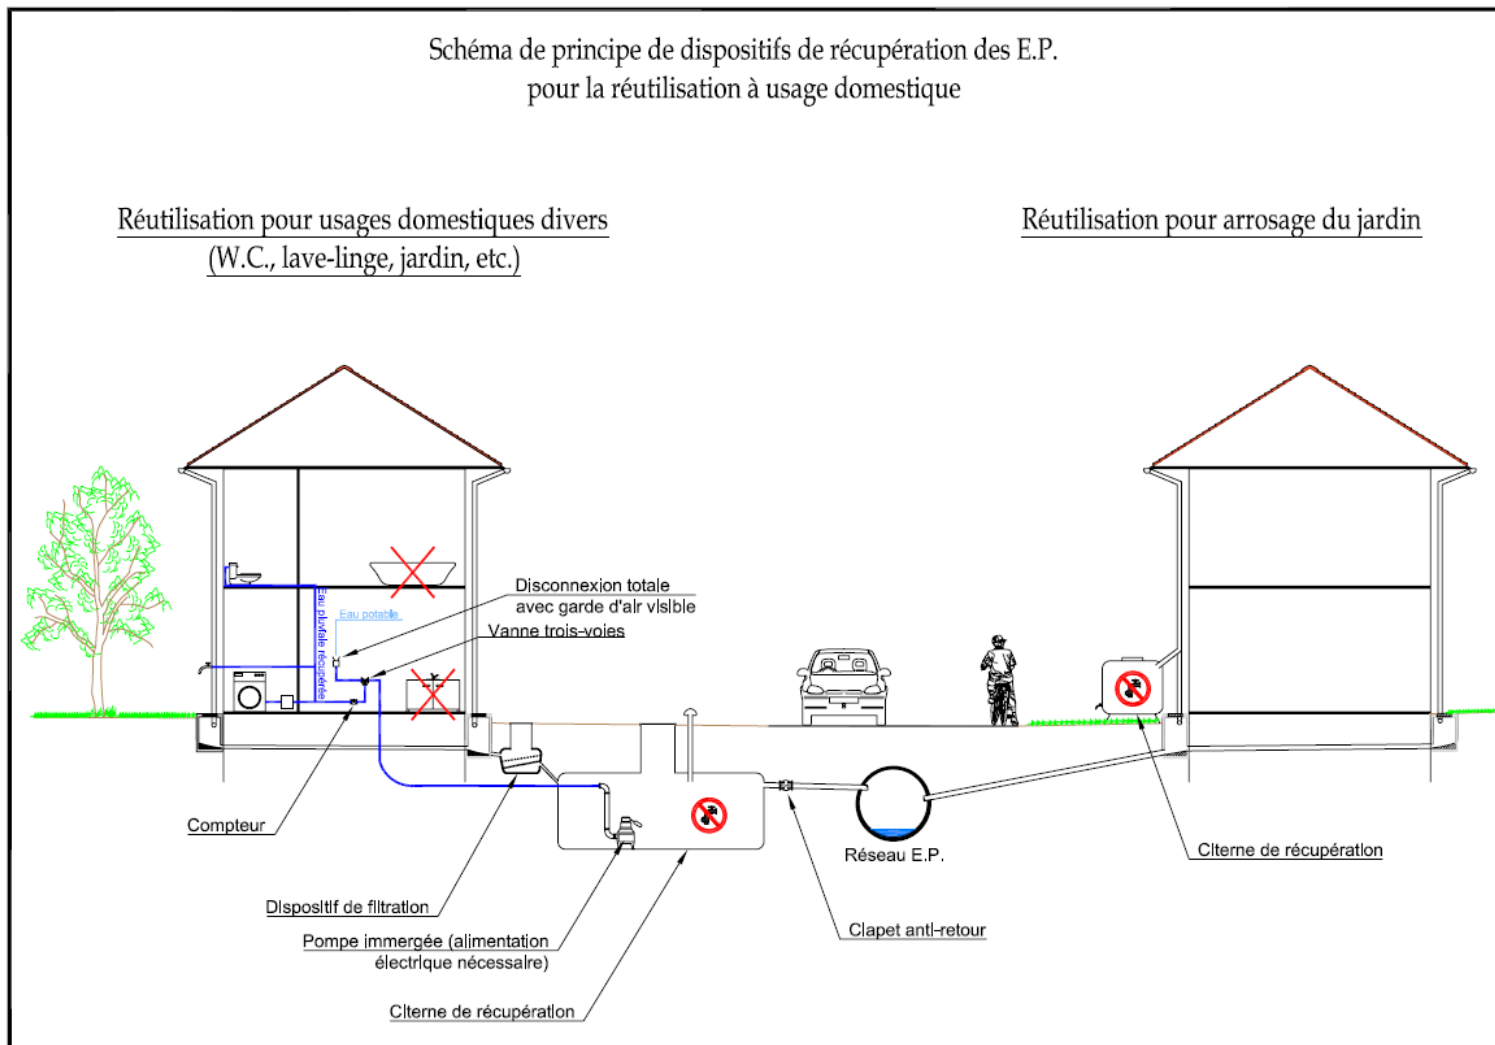 Schéma de principe de dispositifs de récupération des E.P.
pour la réutilisation à usage domestique
Réutilisation pour usages domestiques divers
(W.C., lave-linge, jardin, etc.)
Réutilisation pour arrosage du jardin
Disconnexion totale
avec garde d'air visible
Eau potable
Vanne trois-voies
Eau pluviale récupérée
Compteur
Réseau E.P.
Citerne de récupération
Dispositif de filtration
Clapet anti-retour
Pompe immergée (alimentation
électrique nécessaire)
Citerne de récupération